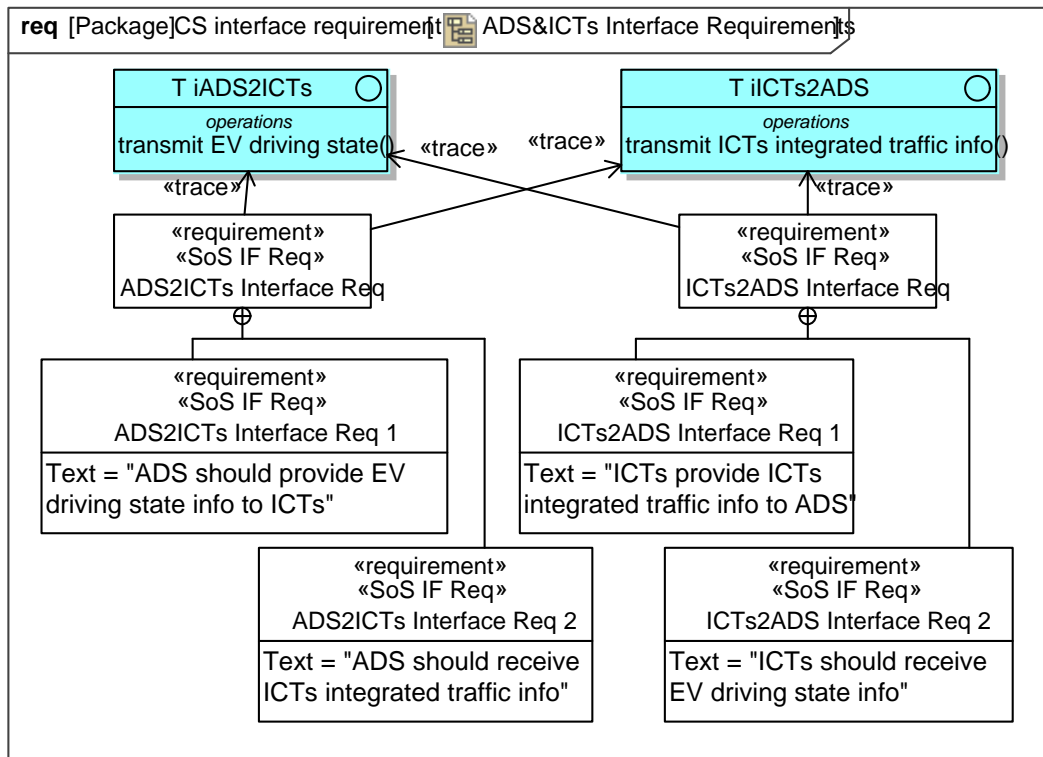 req [Package]CS interface requirement[ ADS&ICTs Interface Requirements]
T iADS2ICTs
operations
transmit EV driving state()
T iICTs2ADS
operations
transmit ICTs integrated traffic info()
«trace»
«trace»
«trace»
«trace»
«requirement»
«SoS IF Req»
ADS2ICTs Interface Req
«requirement»
«SoS IF Req»
ICTs2ADS Interface Req
«requirement»
«SoS IF Req»
ADS2ICTs Interface Req 1
Text = "ADS should provide EV
driving state info to ICTs"
«requirement»
«SoS IF Req»
ICTs2ADS Interface Req 1
Text = "ICTs provide ICTs
integrated traffic info to ADS"
«requirement»
«SoS IF Req»
ADS2ICTs Interface Req 2
Text = "ADS should receive
ICTs integrated traffic info"
«requirement»
«SoS IF Req»
ICTs2ADS Interface Req 2
Text = "ICTs should receive
EV driving state info"